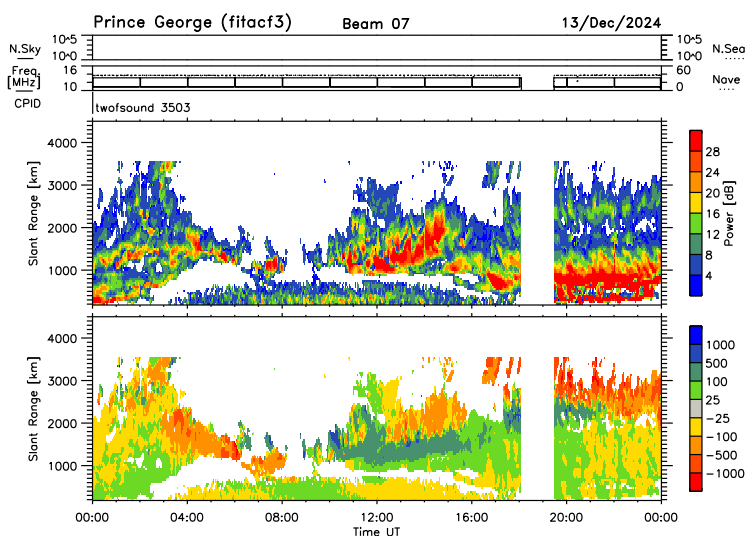 Prince George (fitacf3) Beam 07 13/Dec/2024
N.Sky 10^5 10^0 10^5 10^0 N.Sea
Freq. [MHz] 16 10 60 0 Nave
CPID twofsound 3503
Slant Range [km] 4000 3000 2000 1000
28 24 20 16 12 8 4 Power [dB]
Slant Range [km] 4000 3000 2000 1000
1000 500 100 25 -25 -100 -500 -1000
00:00 04:00 08:00 12:00 16:00 20:00 00:00
Time UT